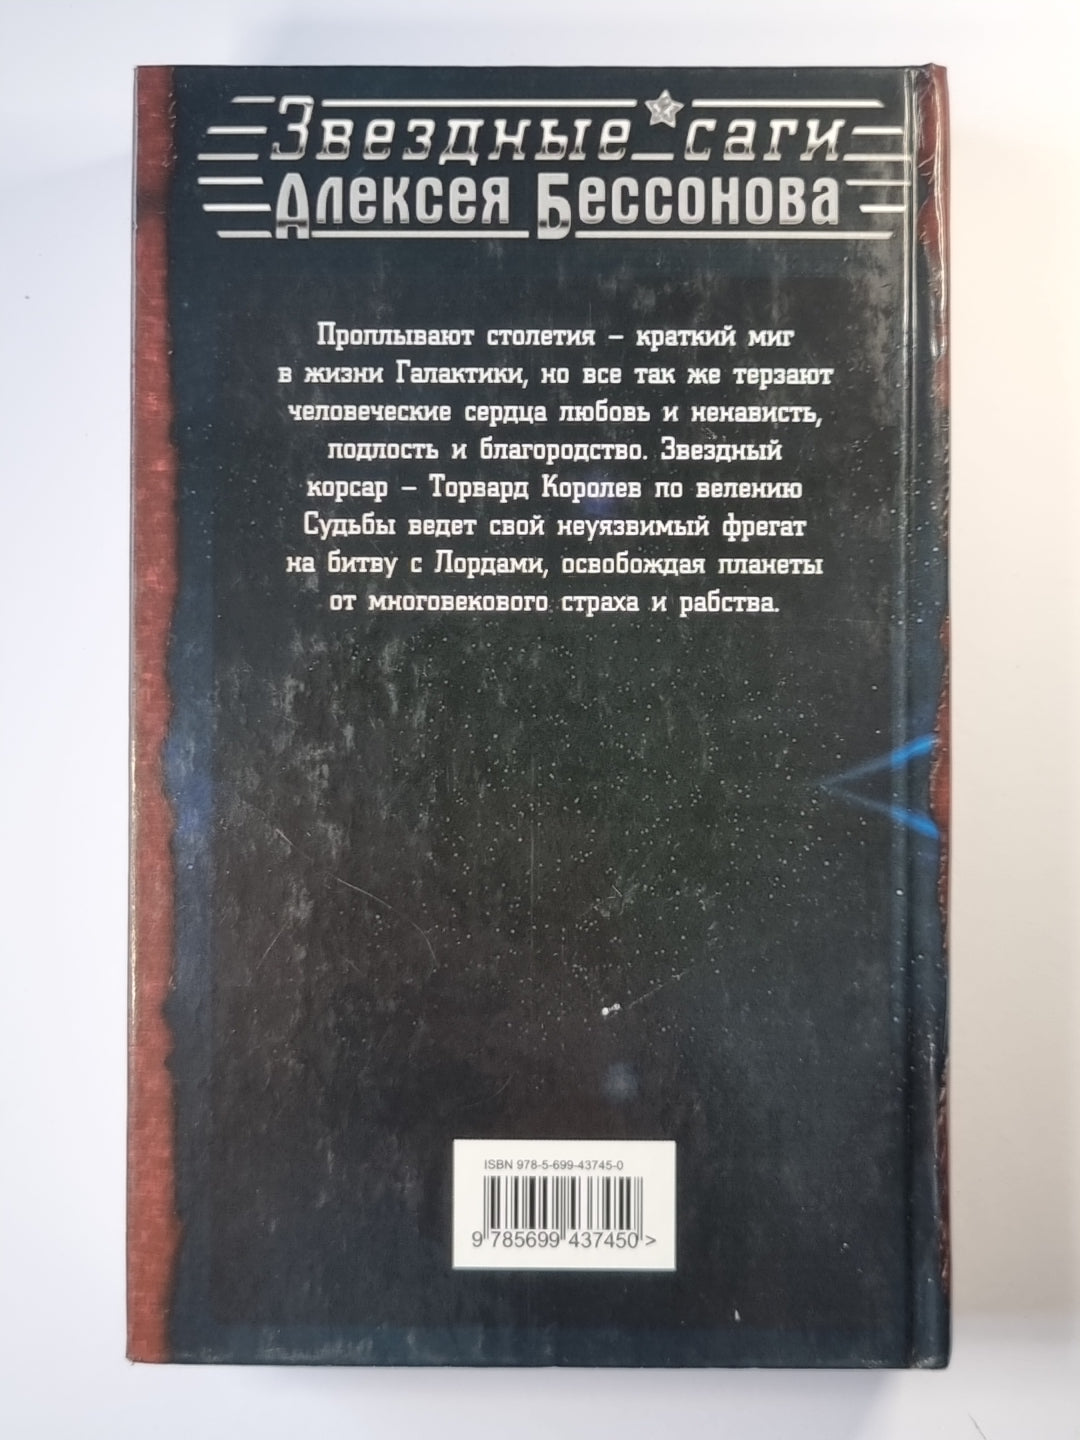 Звездные саги
Алексея Бессонова
Проплывают столетия – краткий миг
в жизни Галактики, но все так же терзают
человеческие сердца любовь и ненависть,
подлость и благородство. Звездный
корсар – Торвард Королев по велению
Судьбы ведет свой неуязвимый фрегат
на битву с Лордами, освобождая планеты
от многовекового страха и рабства.
ISBN 978-5-699-43745-0
9 785699 437450 >